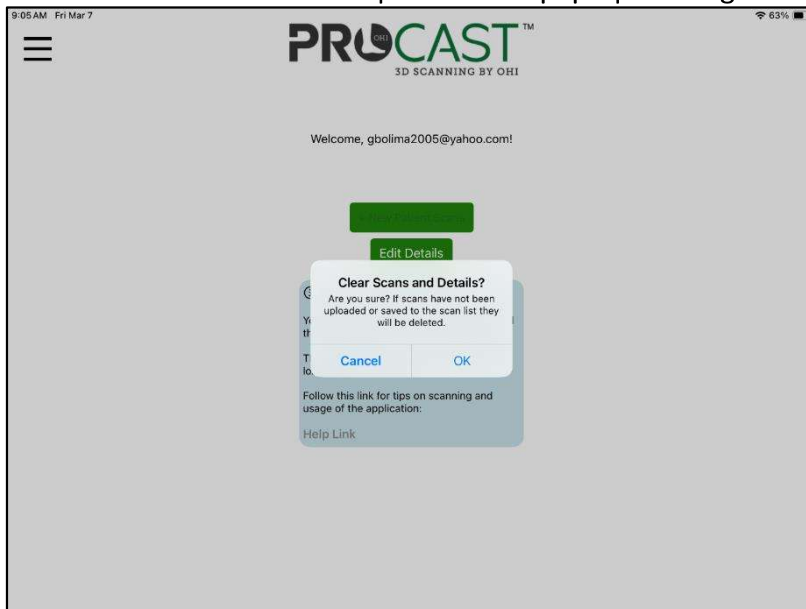 9:05 AM Fri Mar 7
63%
PROCAST™
OHI
3D SCANNING BY OHI
Welcome, gbolima2005@yahoo.com!
Edit Details
Clear Scans and Details?
Are you sure? If scans have not been
uploaded or saved to the scan list they
will be deleted.
Cancel OK
Follow this link for tips on scanning and
usage of the application:
Help Link